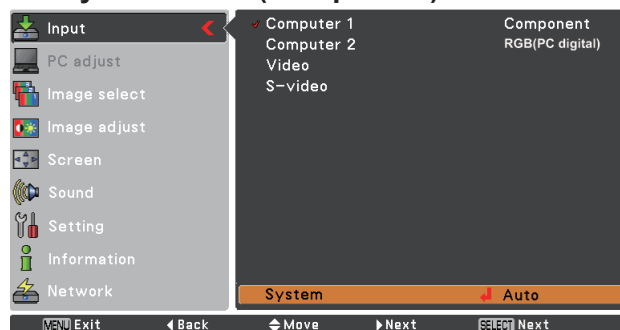 Input
PC adjust
Image select
Image adjust
Screen
Sound
Setting
Information
Network
Computer 1 Component
Computer 2 RGB(PC digital)
Video
S-video
System Auto
MENU Exit Back Move Next SELECT Next